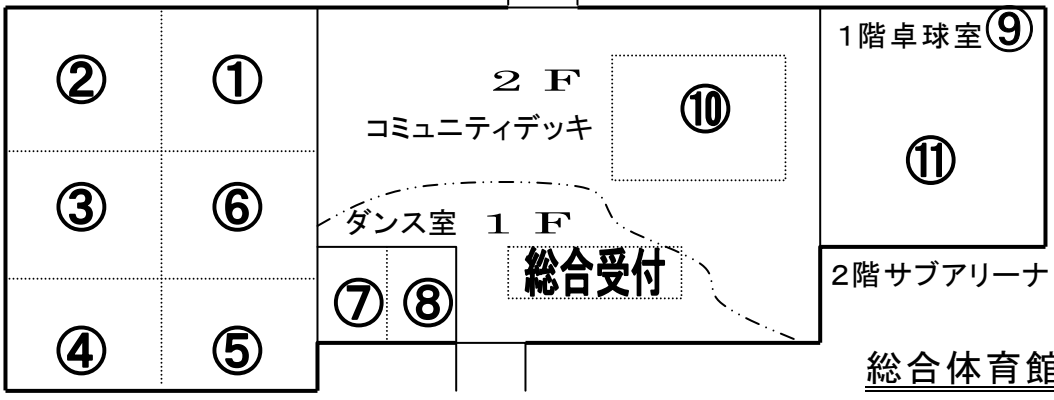 ② ① 2 F ⑩ 1階卓球室 ⑨
コミュニティデッキ
③ ⑥ ⑪
ダンス室 1 F
総合受付
2階サブアリーナ
④ ⑤ ⑦ ⑧
総合体育館